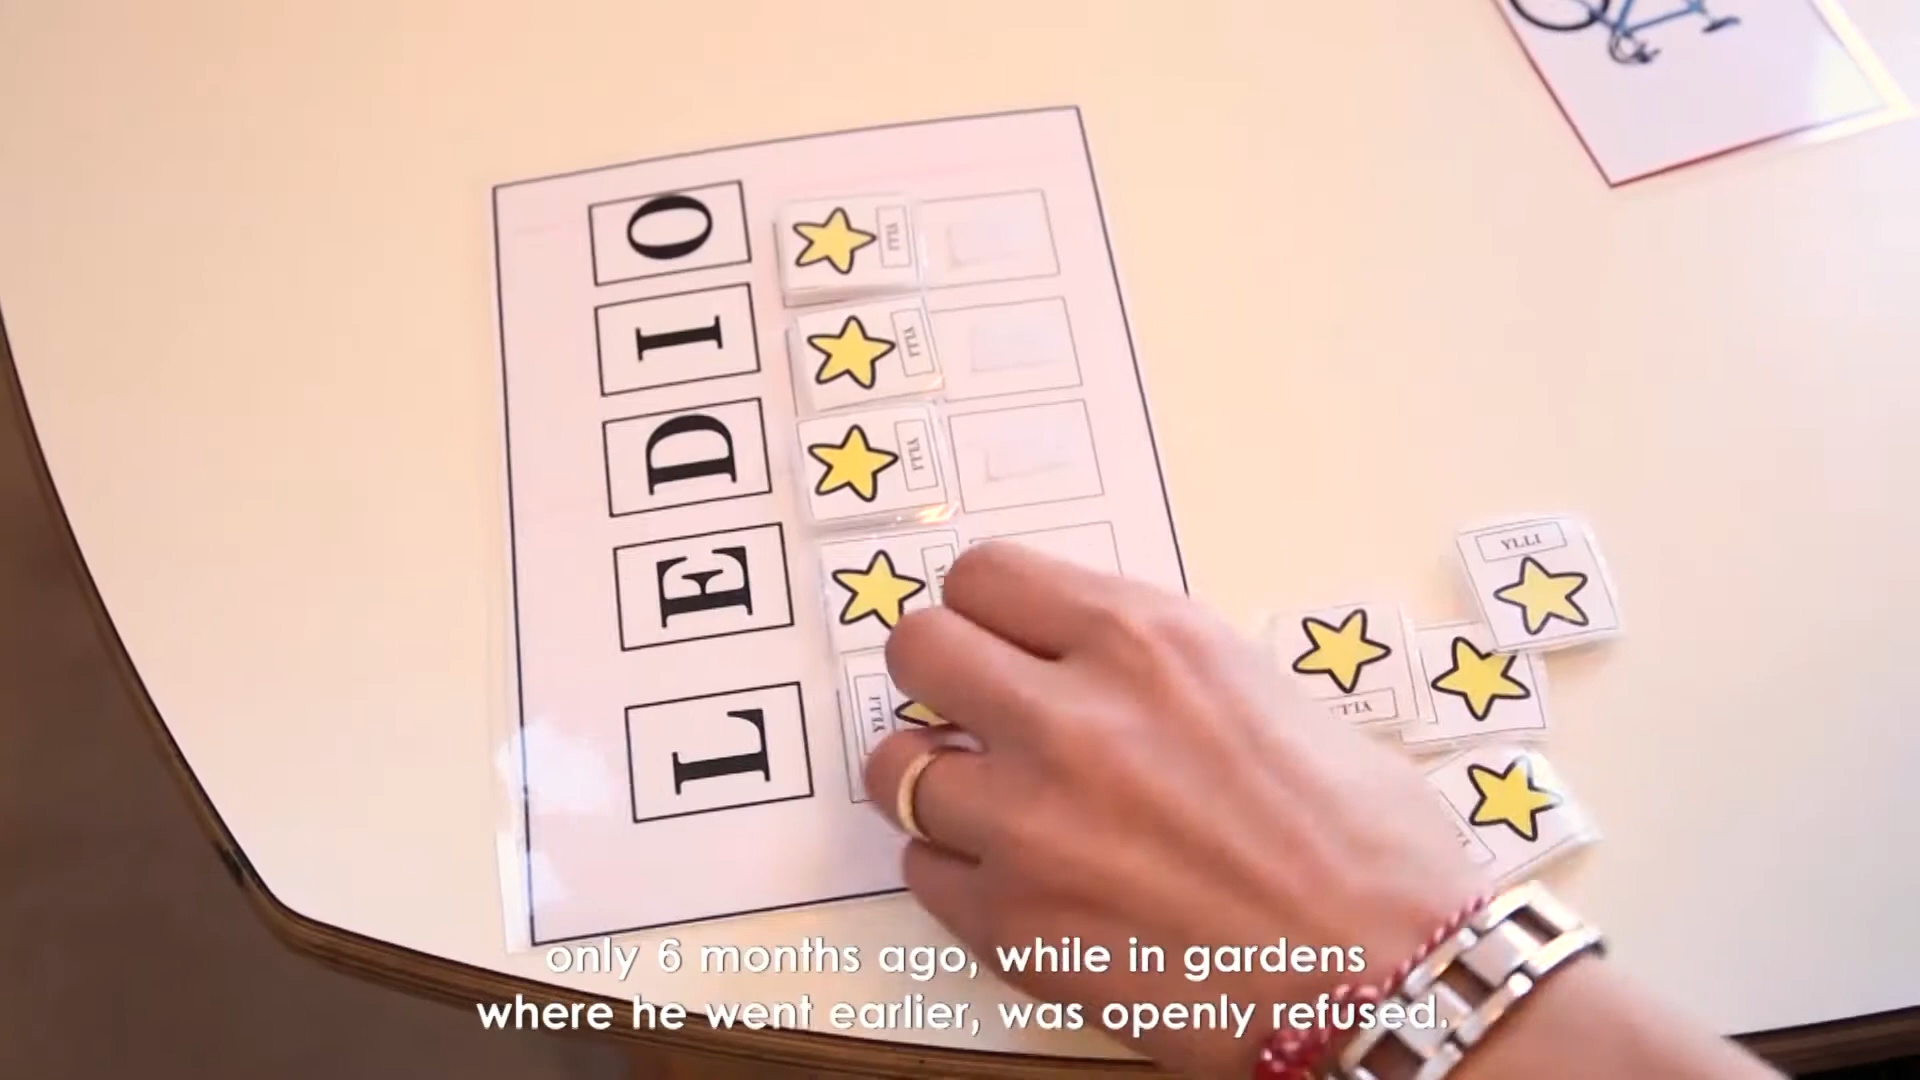 LEDIO
YLLI
YLLI
YLLI
YLLI
YLLI
YLLI
only 6 months ago, while in gardens
where he went earlier, was openly refused.